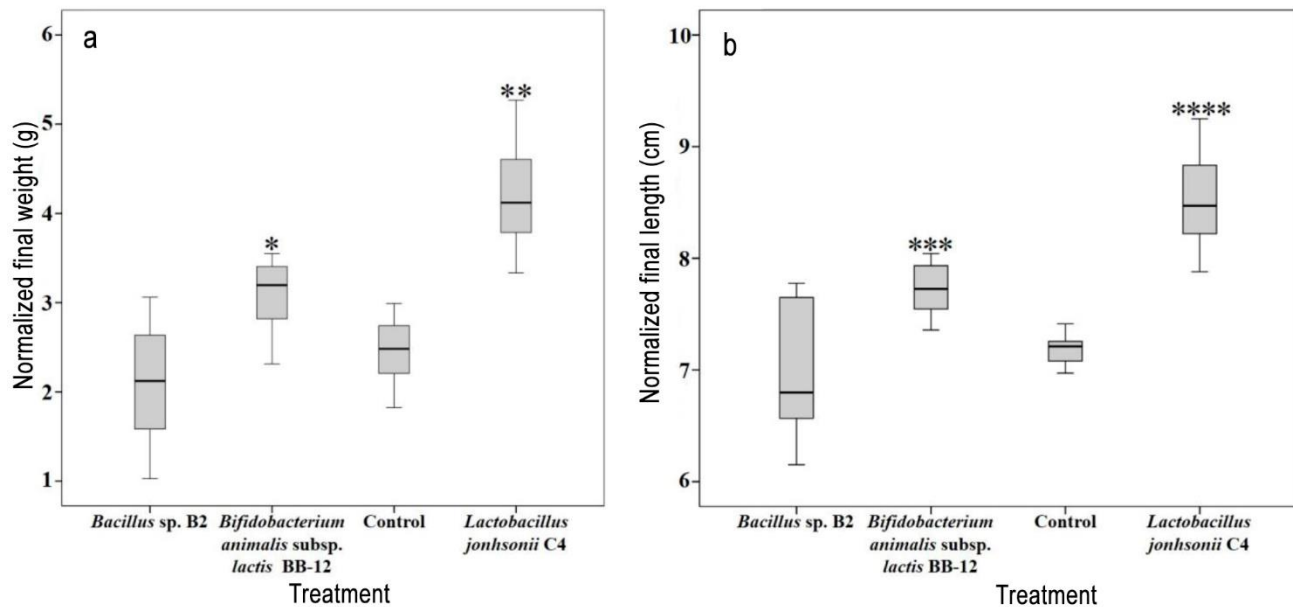 a
Normalized final weight (g)
6
5
4
3
2
1
*
**
Bacillus sp. B2
Bifidobacterium
animalis subsp.
lactis BB-12
Control
Lactobacillus
jonhsonii C4
Treatment
b
Normalized final length (cm)
10
9
8
7
6
***
****
Bacillus sp. B2
Bifidobacterium
animalis subsp.
lactis BB-12
Control
Lactobacillus
jonhsonii C4
Treatment